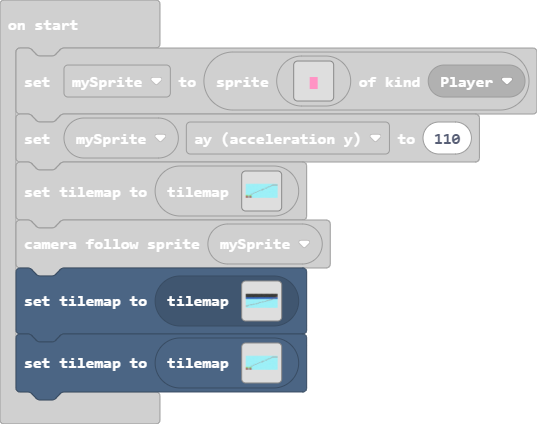 on start
set mySprite to sprite of kind Player
set mySprite ay (acceleration y) to 110
set tilemap to tilemap
camera follow sprite mySprite
set tilemap to tilemap
set tilemap to tilemap